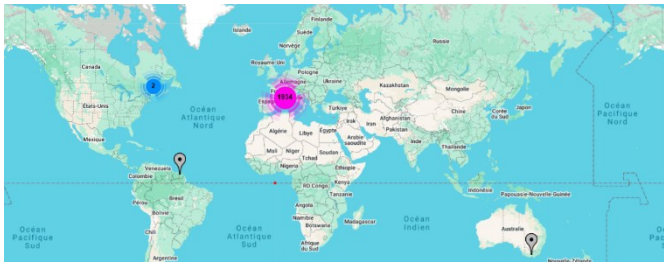 Islande
Finlande
Suède
Norvège
Russie
Canada
Royaume-Uni
Pologne
Allemagne
Ukraine
2
1934
Kazakhstan
Mongolie
États-Unis
Océan
Atlantique
Nord
Espa
Türkiye
Chine
Japon
Corée
du Sud
Océan
Pacifique
Nord
Irak
Iran
Afghanistan
Pakistan
Mexique
Algérie
Libye
Égypte
Arabie
saoudite
Inde
Thaïlande
Mali
Niger
Soudan
Tchad
Nigeria
Éthiopie
Venezuela
Colombie
Kenya
RD Congo
Tanzanie
Indonésie
Papouasie-Nouvelle-Guinée
Pérou
Brésil
Bolivie
Angola
Namibie
Botswana
Madagascar
Océan
Indien
Australie
Océan
Pacifique
Sud
Chili
Océan
Atlantique
Sud
Afrique
du Sud
Argentine